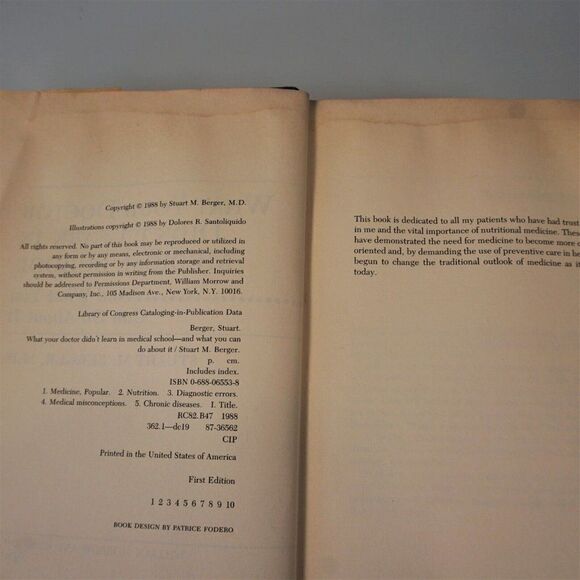 Copyright © 1988 by Stuart M. Berger, M.D.
Illustrations copyright © 1988 by Dolores R. Santoliquido
All rights reserved. No part of this book may be reproduced or utilized in
any form or by any means, electronic or mechanical, including
photocopying, recording or by any information storage and retrieval
system, without permission in writing from the Publisher. Inquiries
should be addressed to Permissions Department, William Morrow and
Company, Inc., 105 Madison Ave., New York, N.Y. 10016.
Library of Congress Cataloging-in-Publication Data
Berger, Stuart.
What your doctor didn't learn in medical school—and what you can
do about it / Stuart M. Berger.
p. cm.
Includes index.
ISBN 0-688-06553-8
1. Medicine, Popular. 2. Nutrition. 3. Diagnostic errors.
4. Medical misconceptions. 5. Chronic diseases. I. Title.
RC82.B47 1988
362.1—dc19 87-36562
CIP
Printed in the United States of America
First Edition
1 2 3 4 5 6 7 8 9 10
BOOK DESIGN BY PATRICE FODERO
This book is dedicated to all my patients who have had trust
in me and the vital importance of nutritional medicine. These
have demonstrated the need for medicine to become more
oriented and, by demanding the use of preventive care in
begun to change the traditional outlook of medicine as
today.